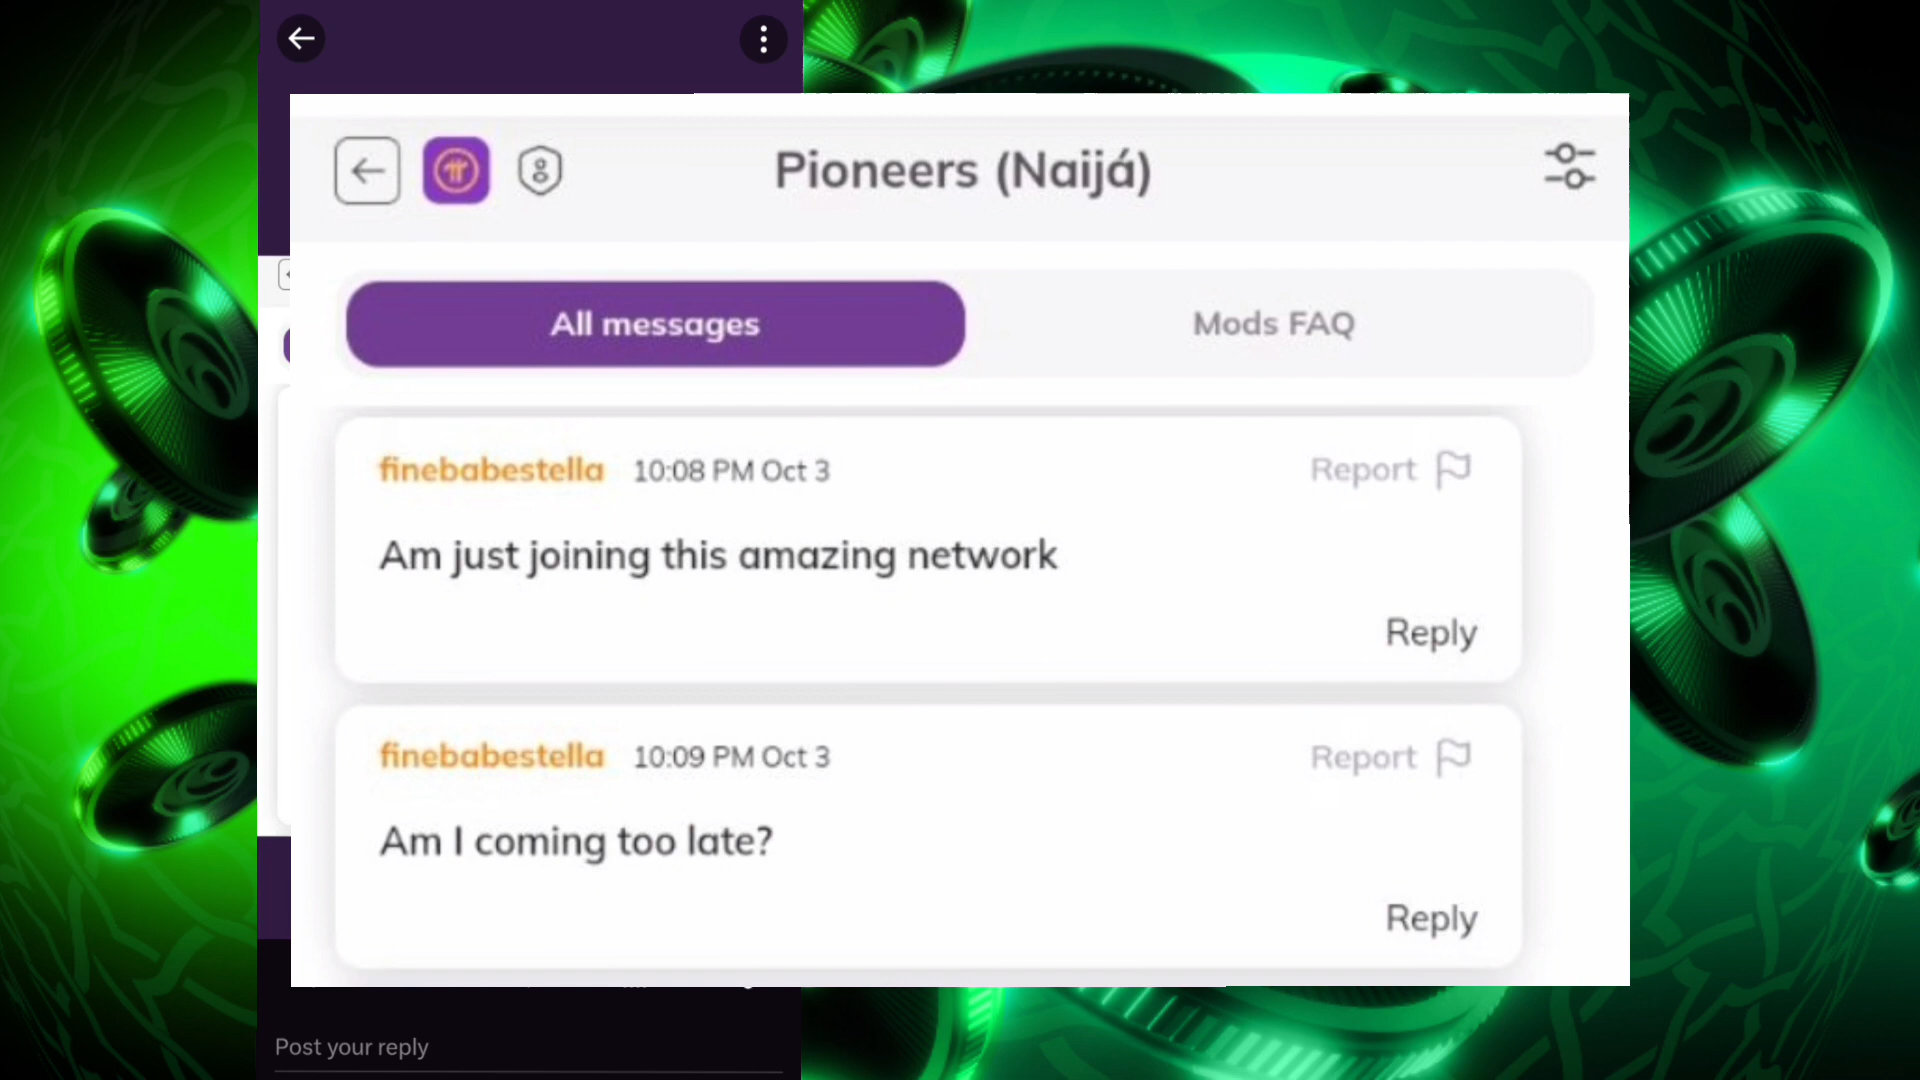 Pioneers (Naijá)
All messages
Mods FAQ
finebabestella 10:08 PM Oct 3 Report
Am just joining this amazing network
Reply
finebabestella 10:09 PM Oct 3 Report
Am I coming too late?
Reply
Post your reply